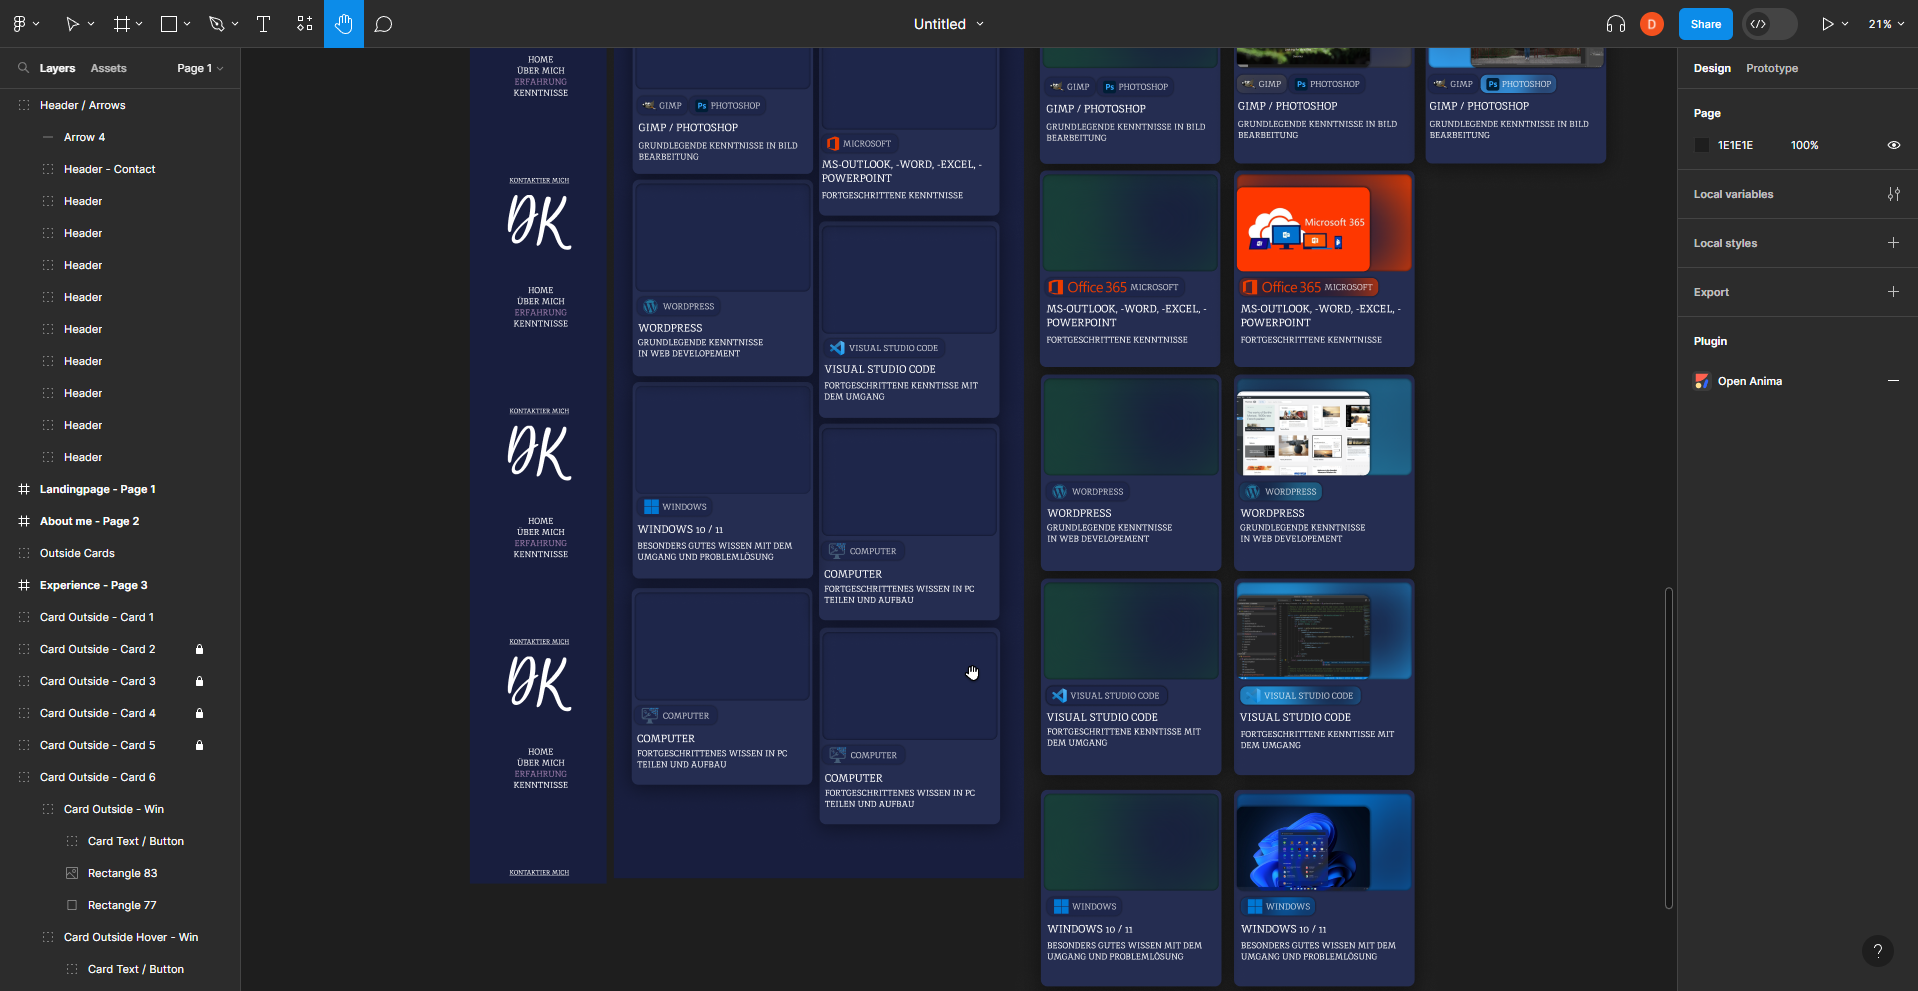 Untitled
D
Share
21%
Layers
Assets
Page 1
Header / Arrows
Arrow 4
Header - Contact
Header
Header
Header
Header
Header
Header
Header
Header
Header
Landingpage - Page 1
About me - Page 2
Outside Cards
Experience - Page 3
Card Outside - Card 1
Card Outside - Card 2
Card Outside - Card 3
Card Outside - Card 4
Card Outside - Card 5
Card Outside - Card 6
Card Outside - Win
Card Text / Button
Rectangle 83
Rectangle 77
Card Outside Hover - Win
Card Text / Button
HOME
ÜBER MICH
ERFAHRUNG
KENNTNISSE
KONTAKTIER MICH
DK
HOME
ÜBER MICH
ERFAHRUNG
KENNTNISSE
KONTAKTIER MICH
DK
HOME
ÜBER MICH
ERFAHRUNG
KENNTNISSE
KONTAKTIER MICH
DK
HOME
ÜBER MICH
ERFAHRUNG
KENNTNISSE
KONTAKTIER MICH
GIMP
Ps PHOTOSHOP
GIMP / PHOTOSHOP
GRUNDLEGENDE KENNTNISSE IN BILD
BEARBEITUNG
WORDPRESS
WORDPRESS
GRUNDLEGENDE KENNTNISSE
IN WEB DEVELOPEMENT
WINDOWS
WINDOWS 10 / 11
BESONDERS GUTES WISSEN MIT DEM
UMGANG UND PROBLEMLÖSUNG
COMPUTER
COMPUTER
FORTGESCHRITTENES WISSEN IN PC
TEILEN UND AUFBAU
MICROSOFT
MS-OUTLOOK, -WORD, -EXCEL, -
POWERPOINT
FORTGESCHRITTENE KENNTNISSE
VISUAL STUDIO CODE
VISUAL STUDIO CODE
FORTGESCHRITTENE KENNTISSE MIT
DEM UMGANG
COMPUTER
COMPUTER
FORTGESCHRITTENES WISSEN IN PC
TEILEN UND AUFBAU
COMPUTER
COMPUTER
FORTGESCHRITTENES WISSEN IN PC
TEILEN UND AUFBAU
GIMP
Ps PHOTOSHOP
GIMP / PHOTOSHOP
GRUNDLEGENDE KENNTNISSE IN BILD
BEARBEITUNG
Office 365 MICROSOFT
MS-OUTLOOK, -WORD, -EXCEL, -
POWERPOINT
FORTGESCHRITTENE KENNTNISSE
WORDPRESS
WORDPRESS
GRUNDLEGENDE KENNTNISSE
IN WEB DEVELOPEMENT
VISUAL STUDIO CODE
VISUAL STUDIO CODE
FORTGESCHRITTENE KENNTISSE MIT
DEM UMGANG
WINDOWS
WINDOWS 10 / 11
BESONDERS GUTES WISSEN MIT DEM
UMGANG UND PROBLEMLÖSUNG
GIMP
Ps PHOTOSHOP
GIMP / PHOTOSHOP
GRUNDLEGENDE KENNTNISSE IN BILD
BEARBEITUNG
Microsoft 365
Office 365 MICROSOFT
MS-OUTLOOK, -WORD, -EXCEL, -
POWERPOINT
FORTGESCHRITTENE KENNTNISSE
WORDPRESS
WORDPRESS
GRUNDLEGENDE KENNTNISSE
IN WEB DEVELOPEMENT
VISUAL STUDIO CODE
VISUAL STUDIO CODE
FORTGESCHRITTENE KENNTISSE MIT
DEM UMGANG
WINDOWS
WINDOWS 10 / 11
BESONDERS GUTES WISSEN MIT DEM
UMGANG UND PROBLEMLÖSUNG
GIMP
Ps PHOTOSHOP
GIMP / PHOTOSHOP
GRUNDLEGENDE KENNTNISSE IN BILD
BEARBEITUNG
Design
Prototype
Page
1E1E1E
100%
Local variables
Local styles
Export
Plugin
Open Anima
?